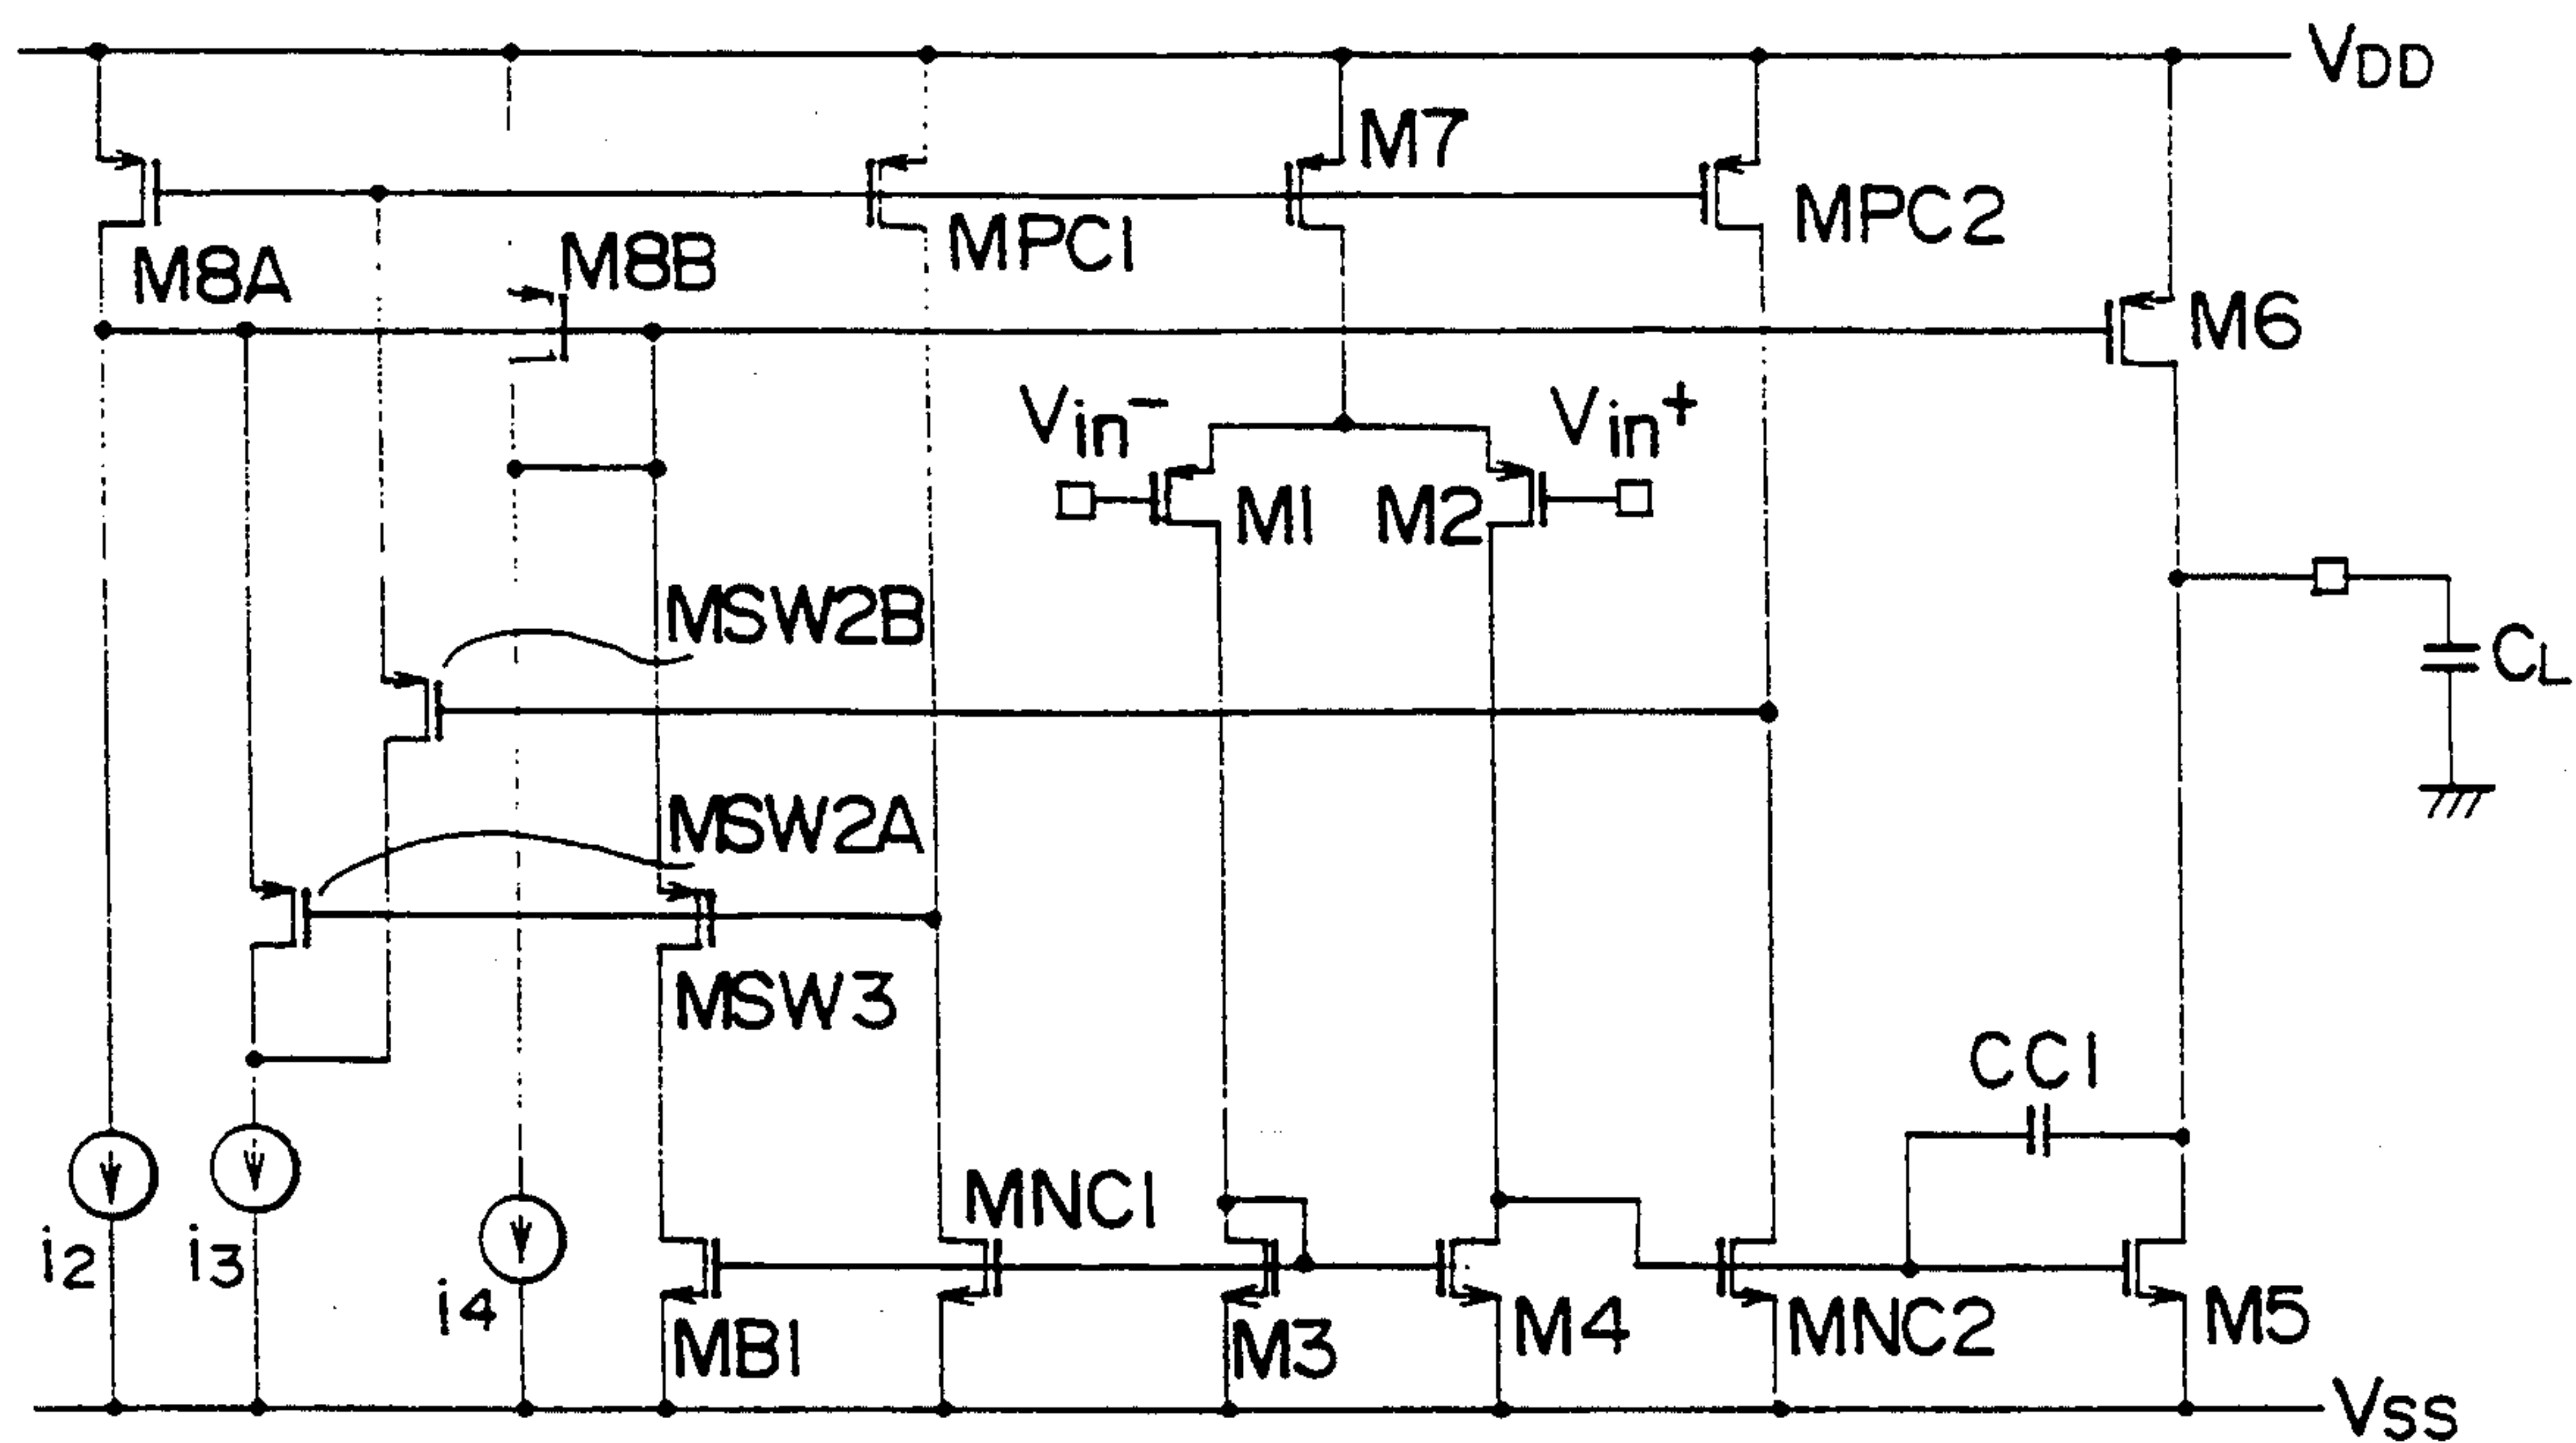 VDD
M7
M8A
M8B
MPC1
MPC2
M6
Vin-
Vin+
M1
M2
MSW2B
CL
MSW2A
MSW3
CC1
MNC1
i2
i3
i4
MB1
M3
M4
MNC2
M5
VSS